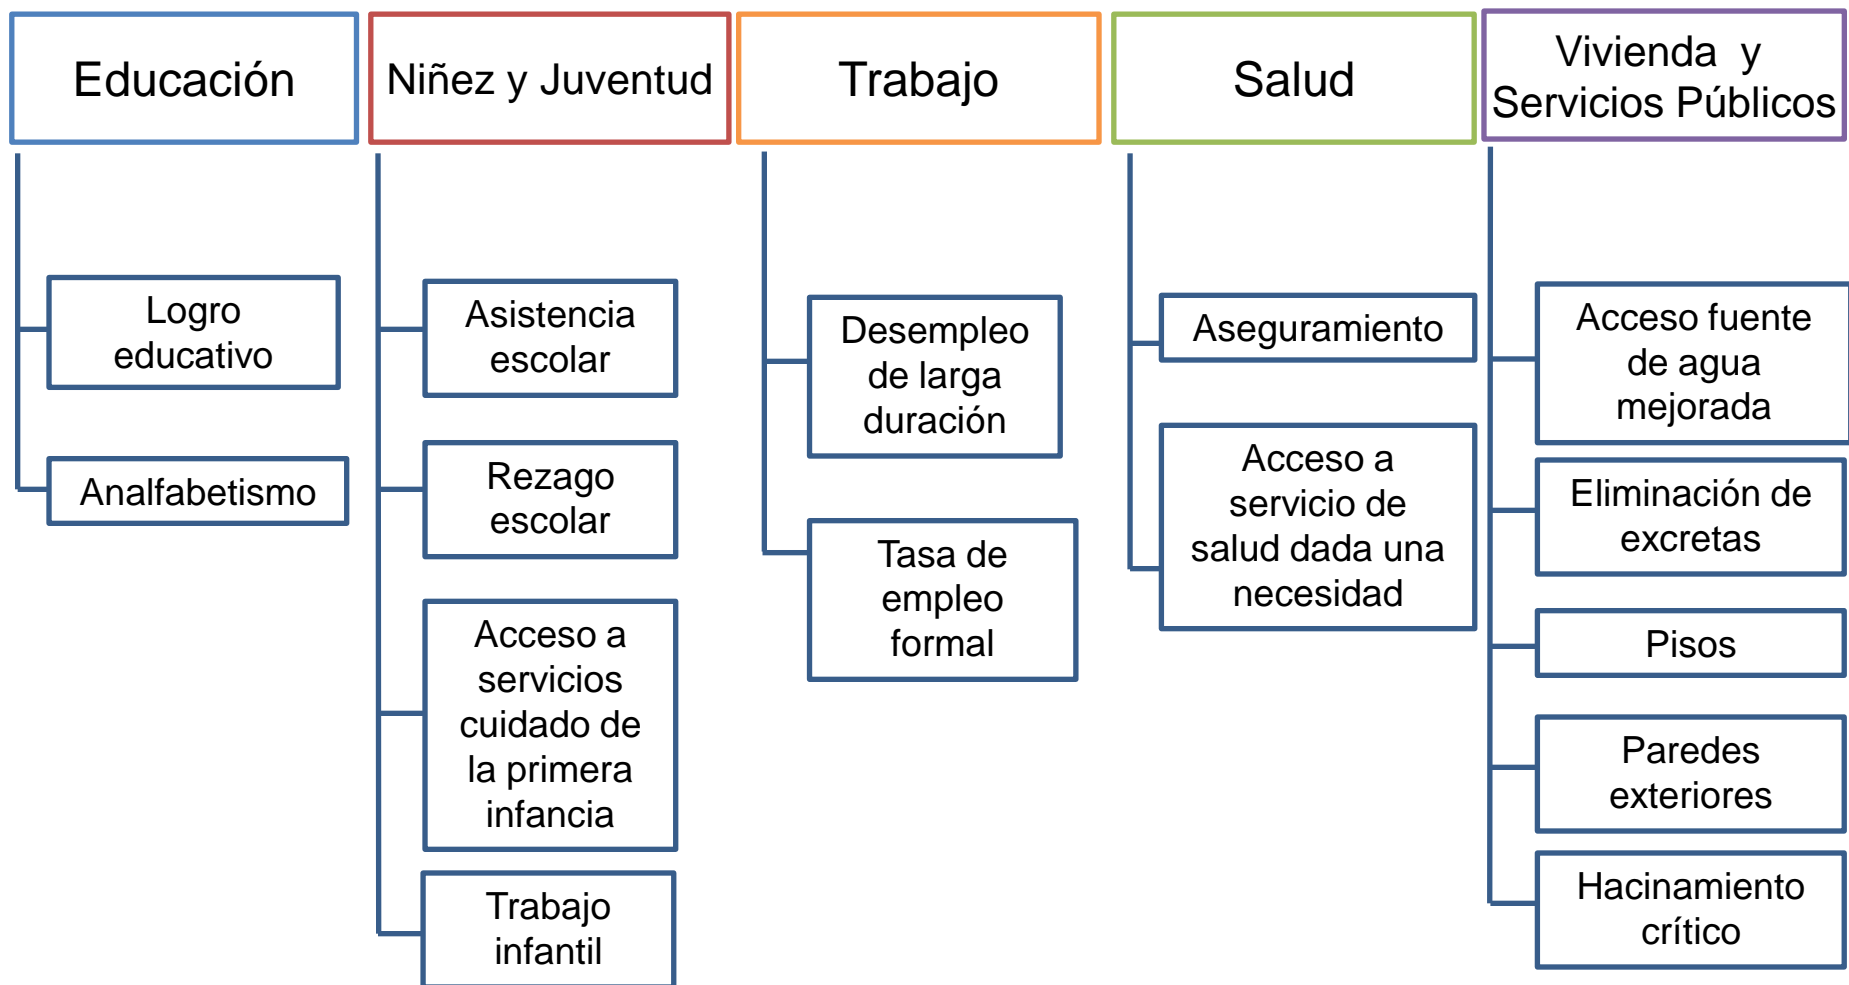 Educación
Logro
educativo
Analfabetismo
Niñez y Juventud
Asistencia
escolar
Rezago
escolar
Acceso a
servicios
cuidado de
la primera
infancia
Trabajo
infantil
Trabajo
Desempleo
de larga
duración
Tasa de
empleo
formal
Salud
Aseguramiento
Acceso a
servicio de
salud dada una
necesidad
Vivienda y
Servicios Públicos
Acceso fuente
de agua
mejorada
Eliminación de
excretas
Pisos
Paredes
exteriores
Hacinamiento
crítico